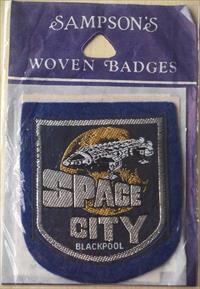 SAMPSON'S
WOVEN BADGES
SPACE
CITY
BLACKPOOL